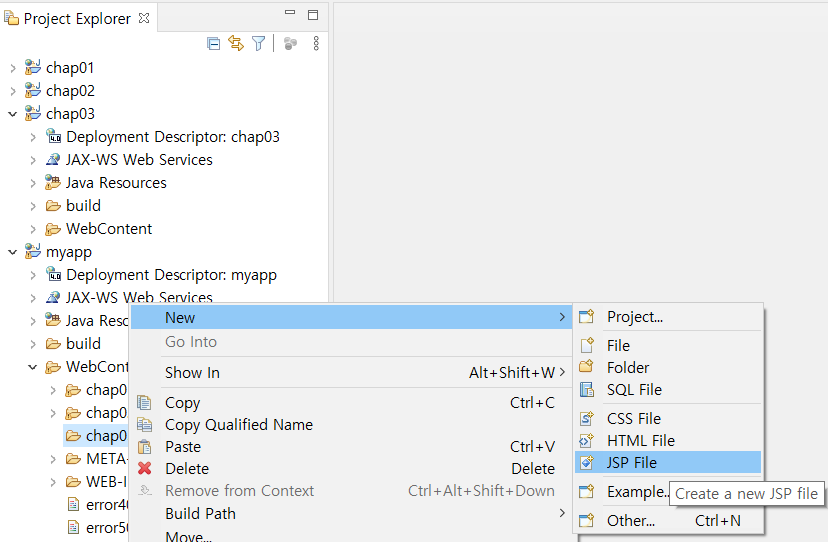 Project Explorer
chap01
chap02
chap03
Deployment Descriptor: chap03
JAX-WS Web Services
Java Resources
build
WebContent
myapp
Deployment Descriptor: myapp
JAX-WS Web Services
Java Reso
build
WebCont
chap0
chap0
chap0
META-
WEB-I
error40
error50
New
Go Into
Show In Alt+Shift+W
Copy Ctrl+C
Copy Qualified Name
Paste Ctrl+V
Delete Delete
Remove from Context Ctrl+Alt+Shift+Down
Build Path
Move...
Project...
File
Folder
SQL File
CSS File
HTML File
JSP File
Example..
Other... Ctrl+N
Create a new JSP file